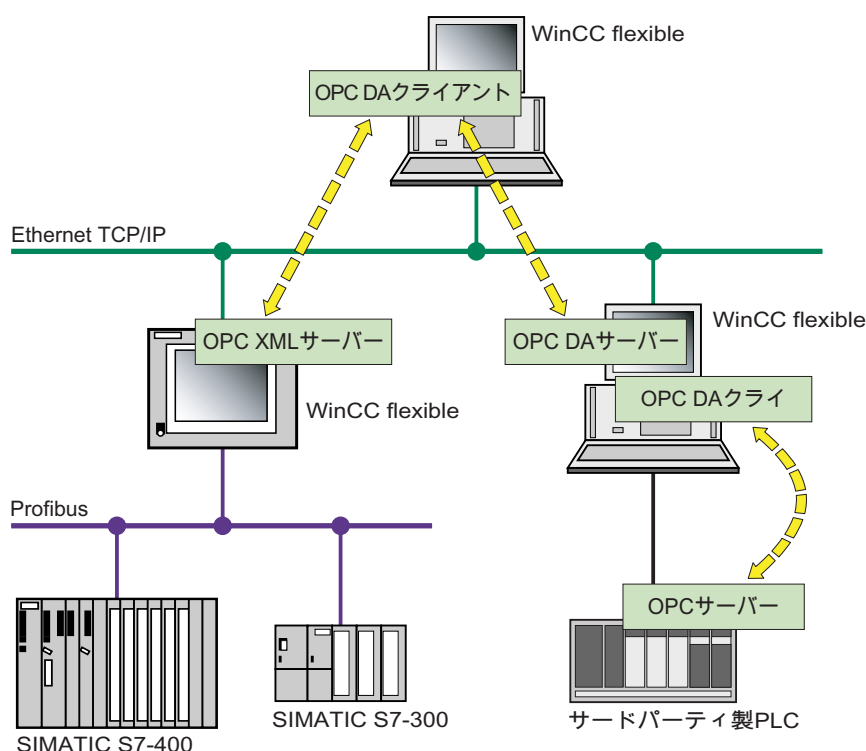 WinCC flexible
OPC DAクライアント
Ethernet TCP/IP
OPC XMLサーバー
OPC DAサーバー
WinCC flexible
OPC DAクライ
WinCC flexible
Profibus
OPCサーバー
SIMATIC S7-400
SIMATIC S7-300
サードパーティ製PLC